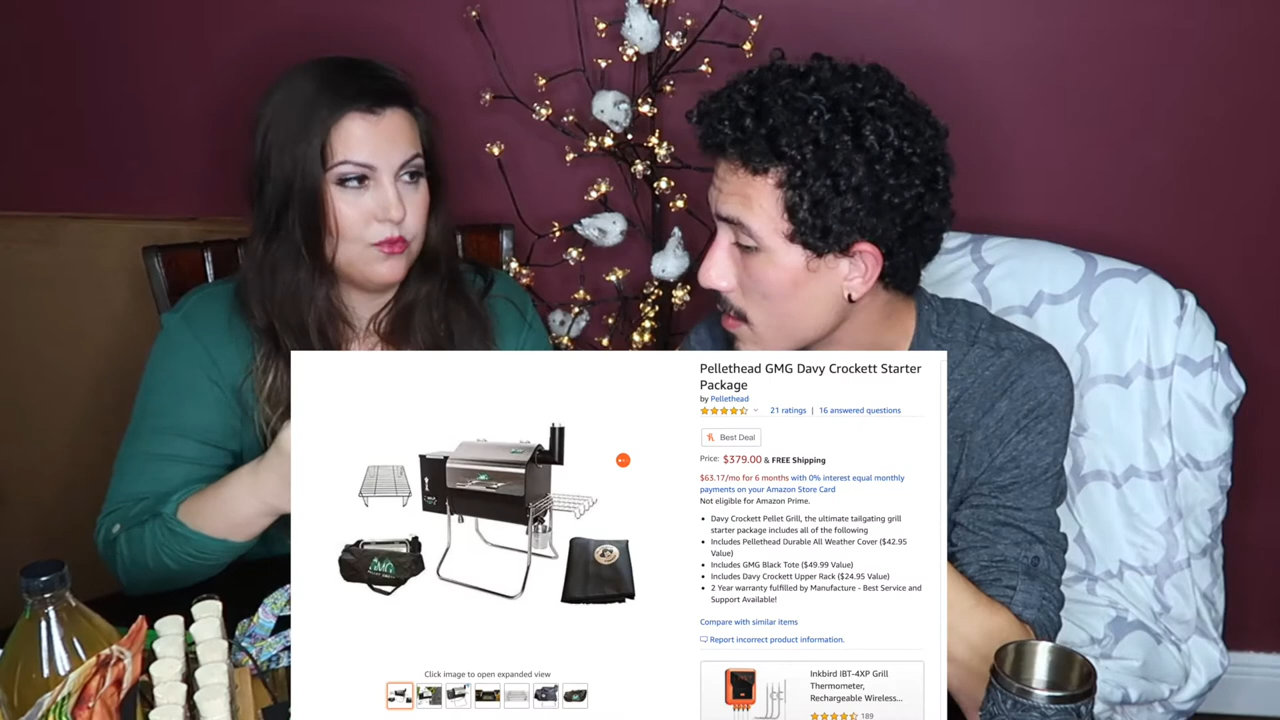 Pellethead GMG Davy Crockett Starter
Package
by Pellethead
21 ratings | 16 answered questions
Best Deal
Price: $379.00 & FREE Shipping
$63.17/mo for 6 months with 0% interest equal monthly
payments on your Amazon Store Card
Not eligible for Amazon Prime.
• Davy Crockett Pellet Grill, the ultimate tailgating grill
starter package includes all of the following
• Includes Pellethead Durable All Weather Cover ($42.95
Value)
• Includes GMG Black Tote ($49.99 Value)
• Includes Davy Crockett Upper Rack ($24.95 Value)
• 2 Year warranty fulfilled by Manufacture - Best Service and
Support Available!
Compare with similar items
Report incorrect product information.
Click image to open expanded view
Inkbird IBT-4XP Grill
Thermometer,
Rechargeable Wireless...
189